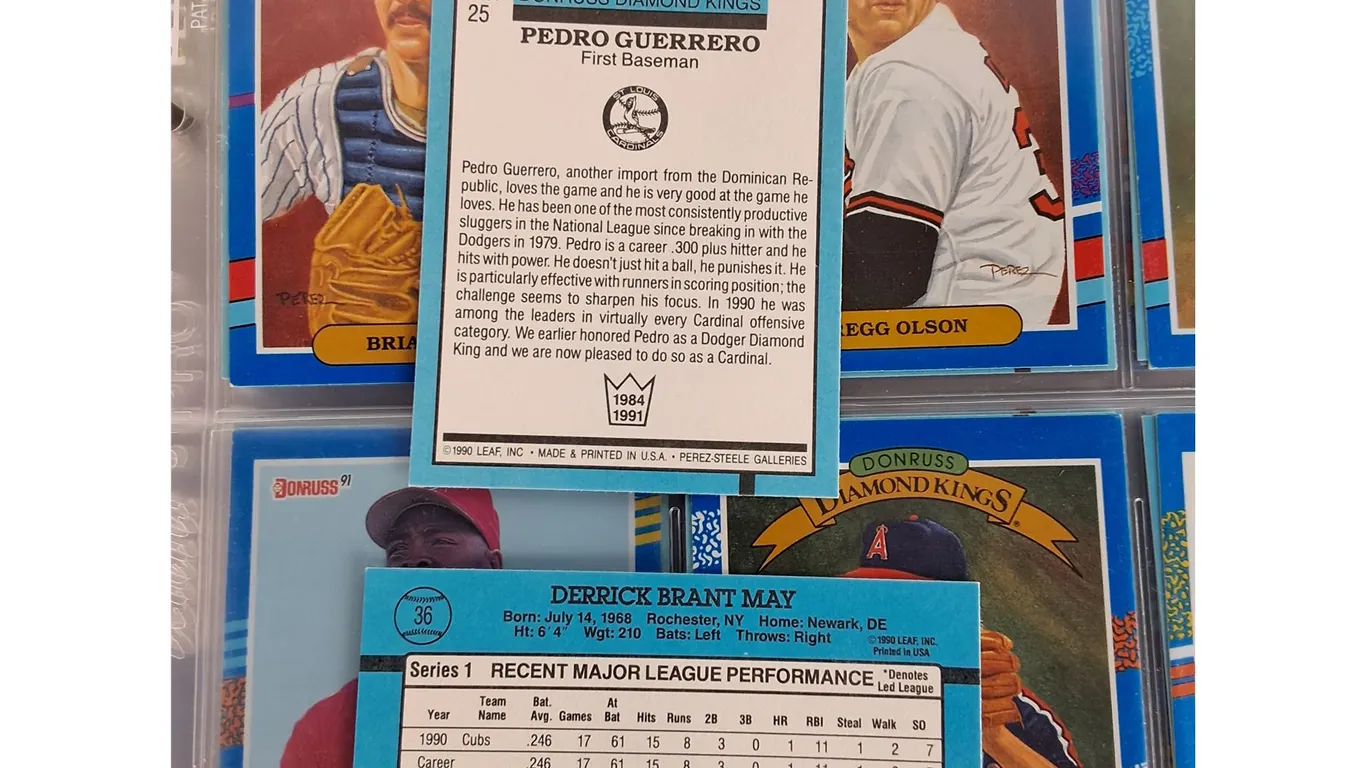 25
DONRUSS DIAMOND KINGS
PEDRO GUERRERO
First Baseman
ST. LOUIS
CARDINALS
Pedro Guerrero, another import from the Dominican Re-
public, loves the game and he is very good at the game he
loves. He has been one of the most consistently productive
sluggers in the National League since breaking in with the
Dodgers in 1979. Pedro is a career .300 plus hitter and he
hits with power. He doesn't just hit a ball, he punishes it. He
is particularly effective with runners in scoring position; the
challenge seems to sharpen his focus. In 1990 he was
among the leaders in virtually every Cardinal offensive
category. We earlier honored Pedro as a Dodger Diamond
King and we are now pleased to do so as a Cardinal.
1984
1991
©1990 LEAF, INC • MADE & PRINTED IN U.S.A. • PEREZ-STEELE GALLERIES
PAT
PEREZ
BRIA
3
PEREZ
REGG OLSON
DONRUSS 91
DONRUSS
DIAMOND KINGS
A
36
DERRICK BRANT MAY
Born: July 14, 1968 Rochester, NY Home: Newark, DE
Ht: 6'4" Wgt: 210 Bats: Left Throws: Right
©1990 LEAF, INC.
Printed in USA
Series 1 RECENT MAJOR LEAGUE PERFORMANCE
*Denotes
Led League
Year Team Name Bat. Avg. Games At Bat Hits Runs 2B 3B HR RBI Steal Walk SO
1990 Cubs .246 17 61 15 8 3 0 1 11 1 2 7
Career .246 17 61 15 8 3 0 1 11 1